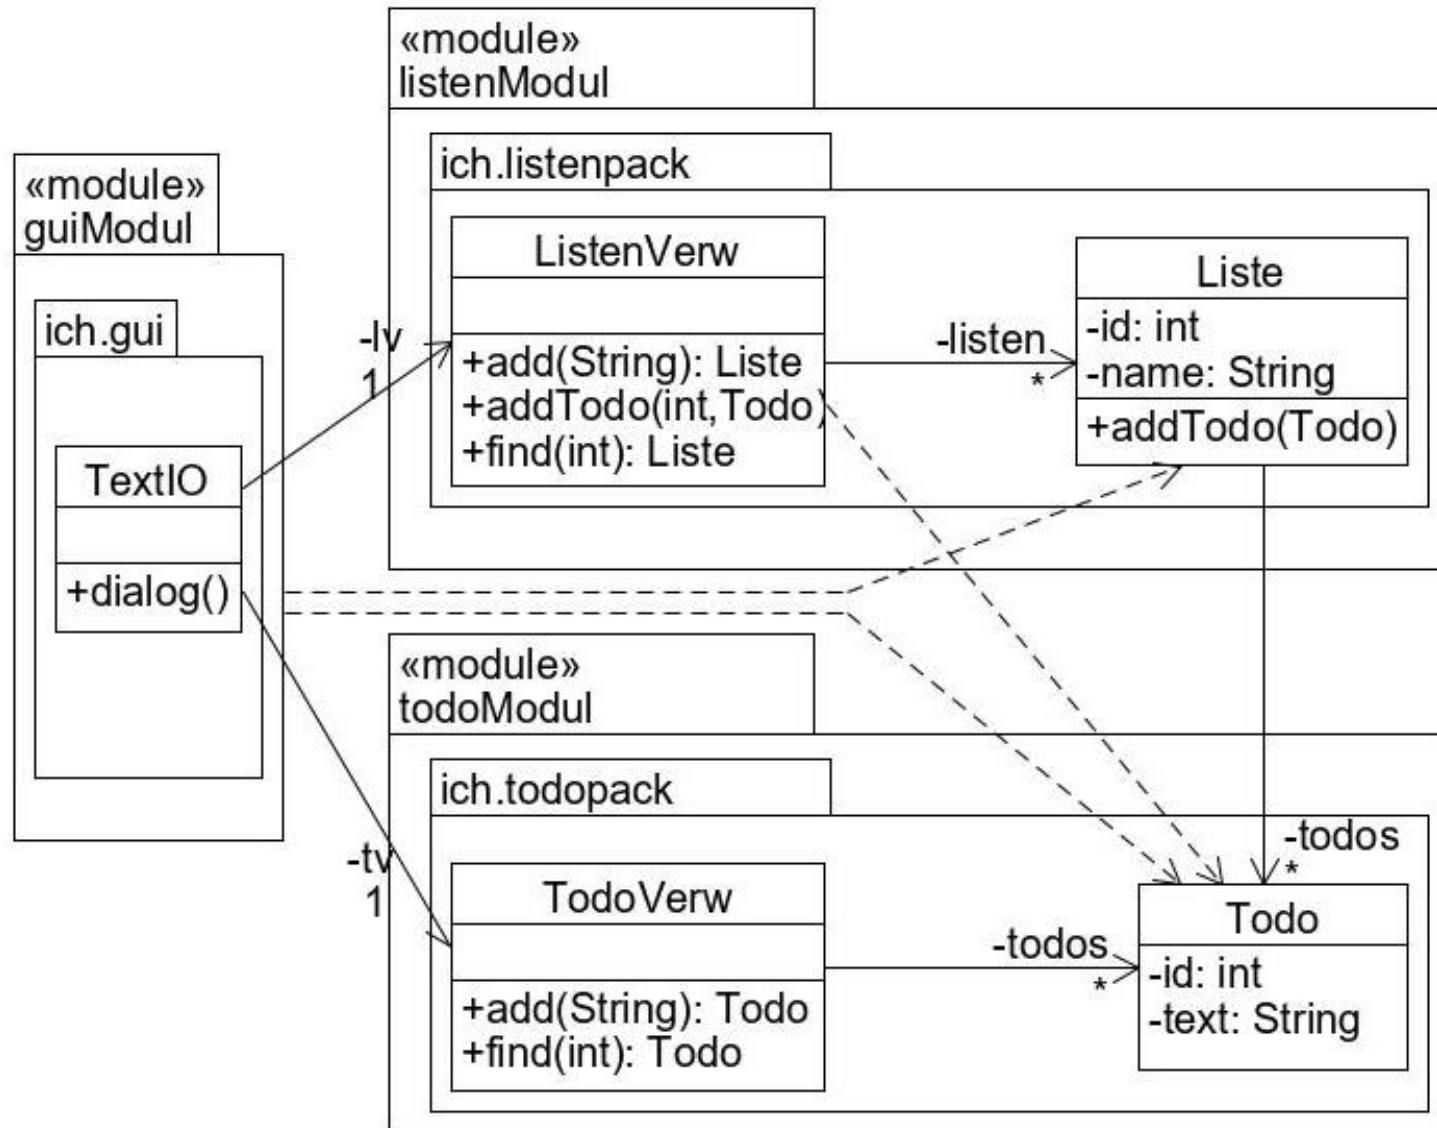 «module»
listenModul
ich.listenpack
ListenVerw
+add(String): Liste
+addTodo(int,Todo)
+find(int): Liste
-listen
*
Liste
-id: int
-name: String
+addTodo(Todo)
«module»
guiModul
ich.gui
TextIO
+dialog()
-lv
1
-tv
1
«module»
todoModul
ich.todopack
TodoVerw
+add(String): Todo
+find(int): Todo
-todos
*
-todos
*
Todo
-id: int
-text: String